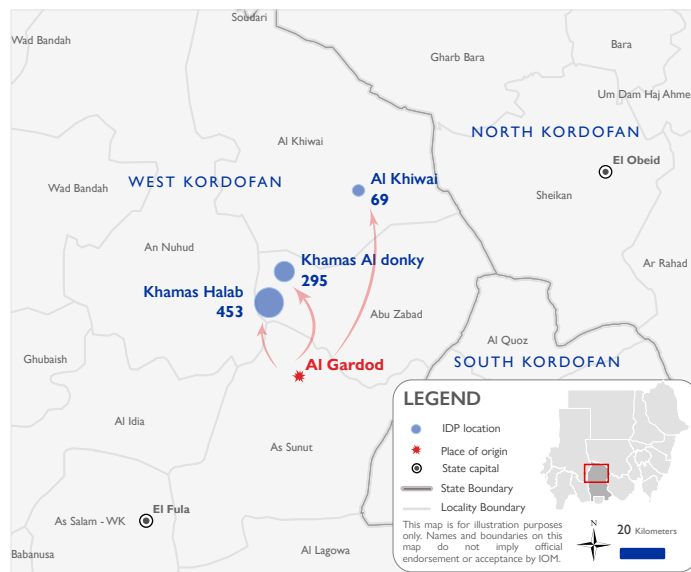 Soudari
Wad Bandah
Bara
Gharb Bara
Um Dam Haj Ahme
NORTH KORDOFAN
Al Khiwai
El Obeid
WEST KORDOFAN
Al Khiwai
69
Wad Bandah
Sheikan
An Nuhud
Khamas Al donky
295
Ar Rahad
Khamas Halab
453
Abu Zabad
Al Quoz
Ghubaish
Al Gardod
SOUTH KORDOFAN
LEGEND
IDP location
Place of origin
State capital
State Boundary
Locality Boundary
This map is for illustration purposes
only. Names and boundaries on this
map do not imply official
endorsement or acceptance by IOM.
N
20 Kilometers
Al Idia
As Sunut
El Fula
As Salam - WK
Babanusa
Al Lagowa